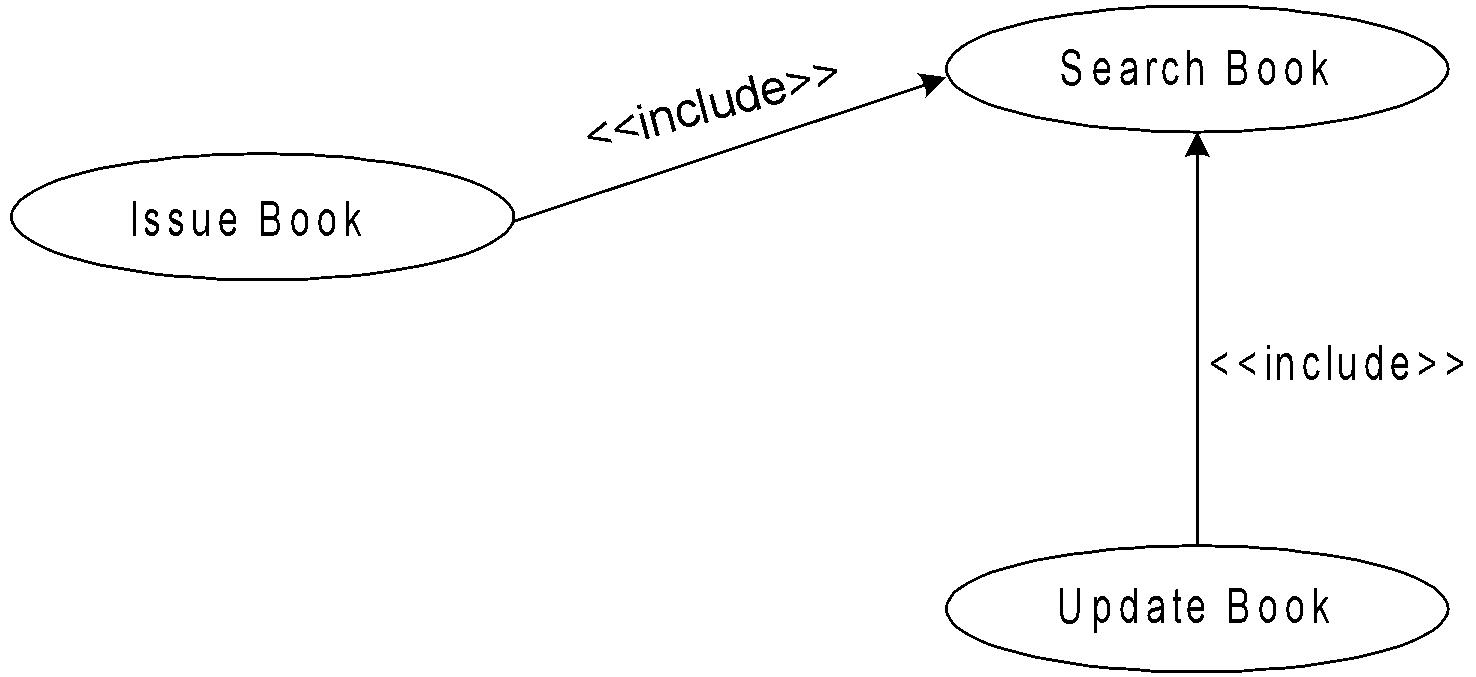 Search Book
<<include>>
Issue Book
<<include>>
Update Book